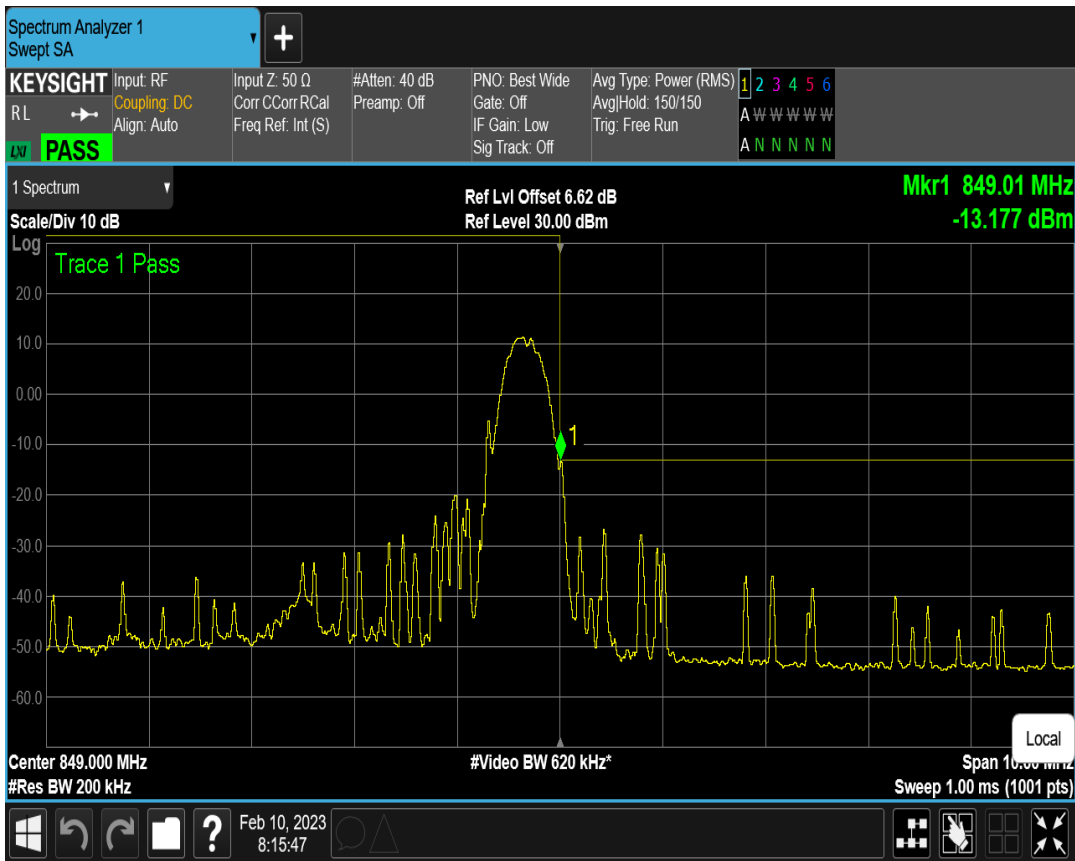 Spectrum Analyzer 1
Swept SA
+
KEYSIGHT
RL
LXI PASS
Input: RF
Coupling: DC
Align: Auto
Input Z: 50 Ω
Corr CCorr RCal
Freq Ref: Int (S)
#Atten: 40 dB
Preamp: Off
PNO: Best Wide
Gate: Off
IF Gain: Low
Sig Track: Off
Avg Type: Power (RMS)
Avg|Hold: 150/150
Trig: Free Run
1 2 3 4 5 6
A W W W W W
A N N N N N
1 Spectrum
Scale/Div 10 dB
Ref Lvl Offset 6.62 dB
Ref Level 30.00 dBm
Mkr1 849.01 MHz
-13.177 dBm
Log
Trace 1 Pass
20.0
10.0
0.00
-10.0
-20.0
-30.0
-40.0
-50.0
-60.0
1
Local
Center 849.000 MHz
#Video BW 620 kHz*
Span 10.00 MHz
#Res BW 200 kHz
Sweep 1.00 ms (1001 pts)
?
Feb 10, 2023
8:15:47